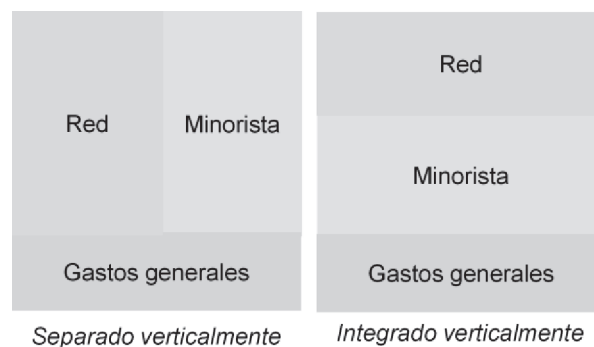 Red
Minorista
Gastos generales
Separado verticalmente
Red
Minorista
Gastos generales
Integrado verticalmente